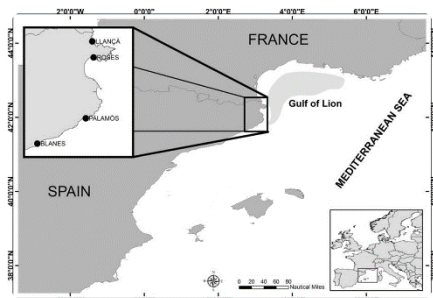 2°0'0"W 0°0'0" 2°0'0"E 4°0'0"E 6°0'0"E
44°0'0"N
42°0'0"N
40°0'0"N
38°0'0"N
LLANÇÀ
ROSES
PALAMÓS
BLANES
FRANCE
Gulf of Lion
MEDITERRANEAN SEA
SPAIN
0 20 40 60 80
Nautical Miles